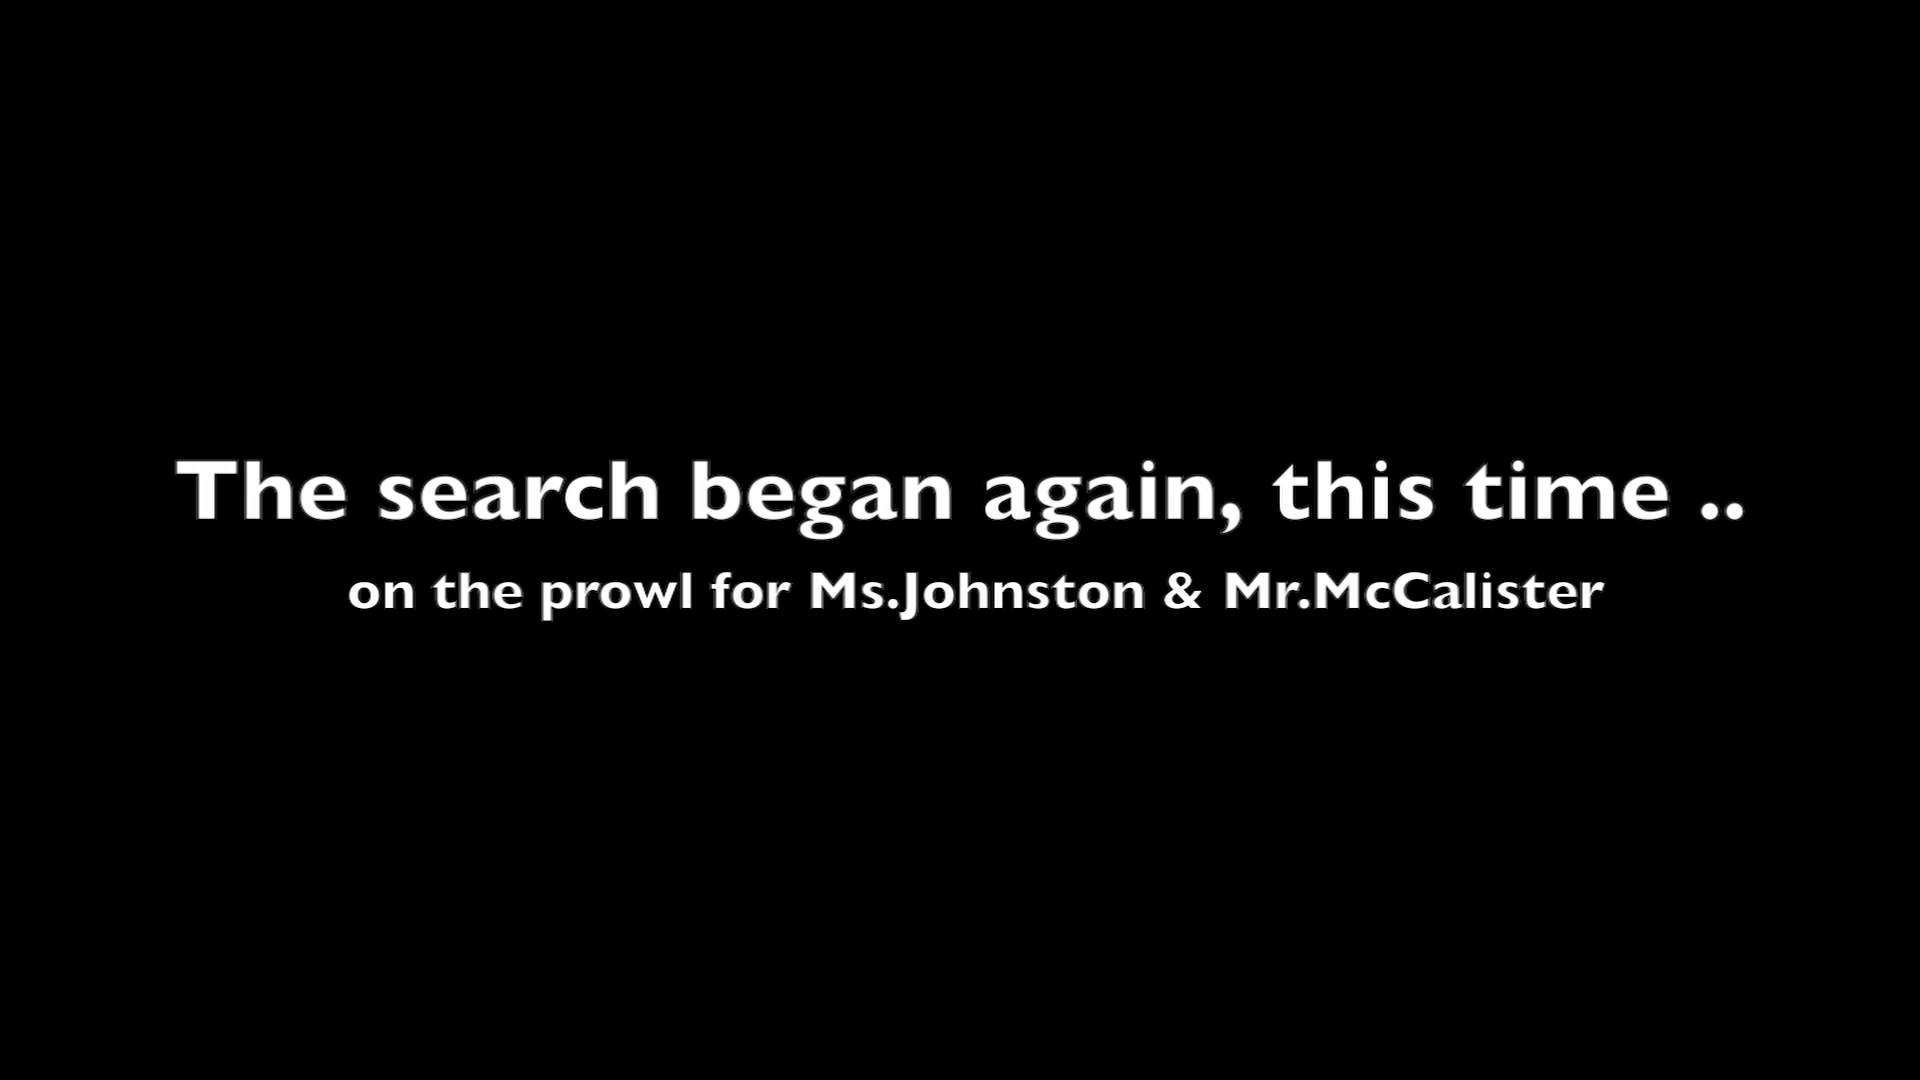 The search began again, this time ..
on the prowl for Ms.Johnston & Mr.McCalister